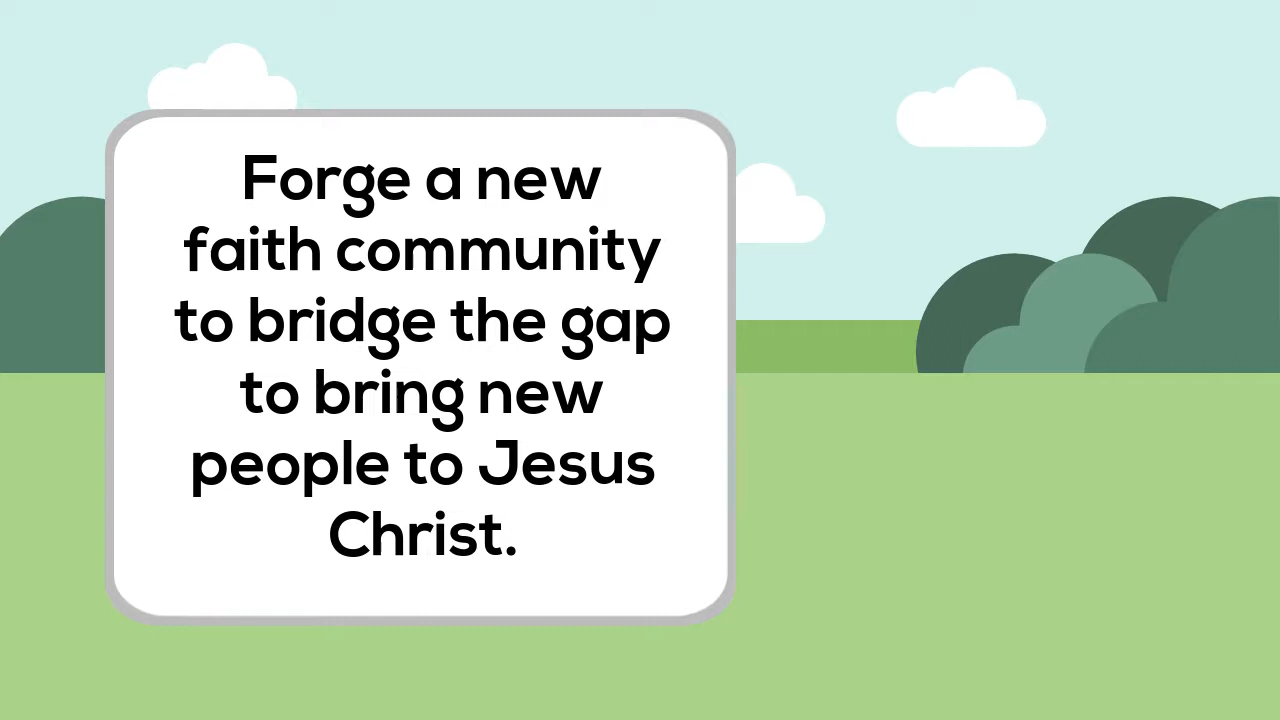 Forge a new
faith community
to bridge the gap
to bring new
people to Jesus
Christ.